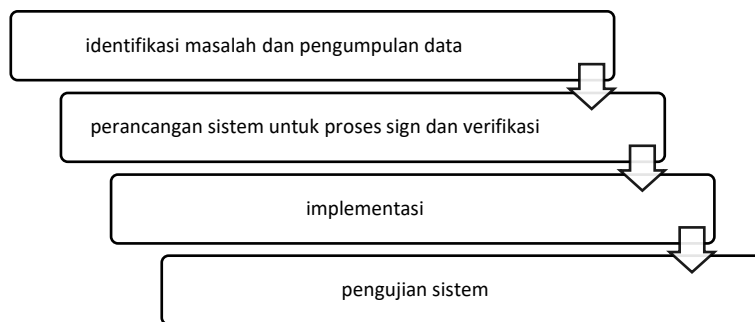 identifikasi masalah dan pengumpulan data
perancangan sistem untuk proses sign dan verifikasi
implementasi
pengujian sistem